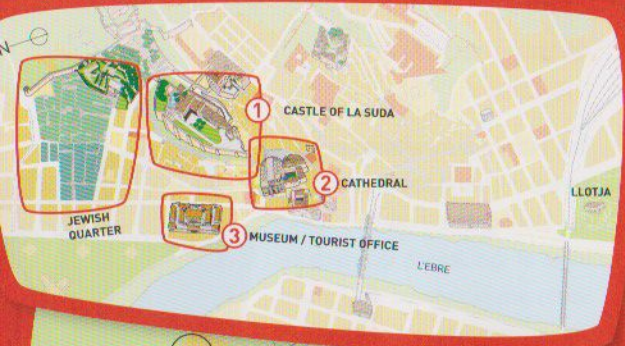 N
1
CASTLE OF LA SUDA
2
CATHEDRAL
LLOTJA
JEWISH
QUARTER
3
MUSEUM / TOURIST OFFICE
L'EBRE